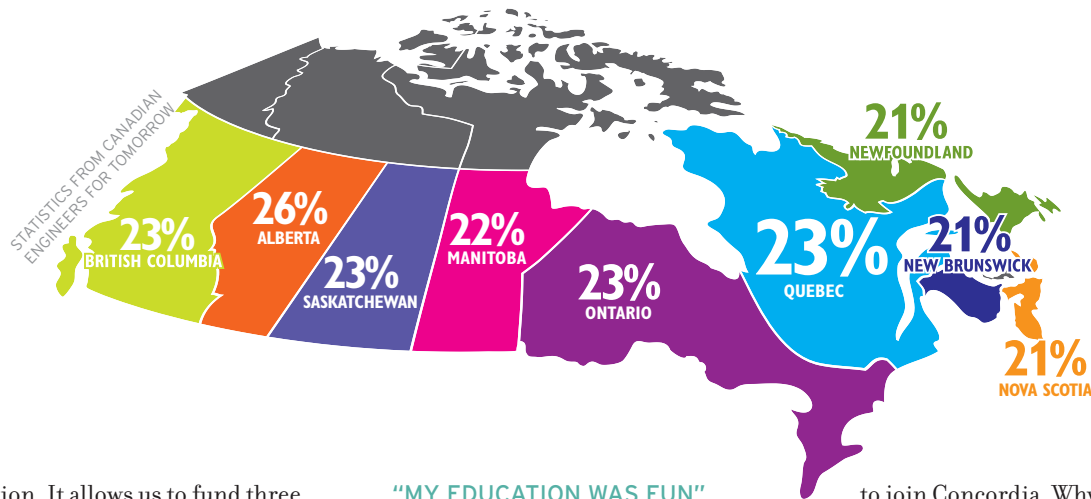 STATISTICS FROM CANADIAN
ENGINEERS FOR TOMORROW
23%
BRITISH COLUMBIA
26%
ALBERTA
23%
SASKATCHEWAN
22%
MANITOBA
23%
ONTARIO
23%
QUEBEC
21%
NEWFOUNDLAND
21%
NEW BRUNSWICK
21%
NOVA SCOTIA
ion. It allows us to fund three
"MY EDUCATION WAS FUN"
to join Concordia. Why